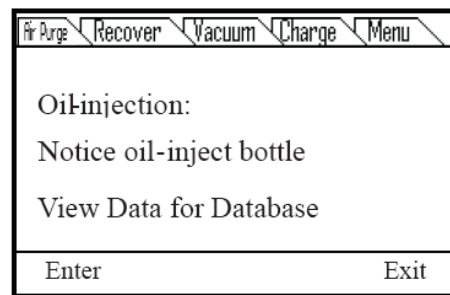 Air Purge Recover Vacuum Charge Menu
Oil-injection:
Notice oil-inject bottle
View Data for Database
Enter Exit